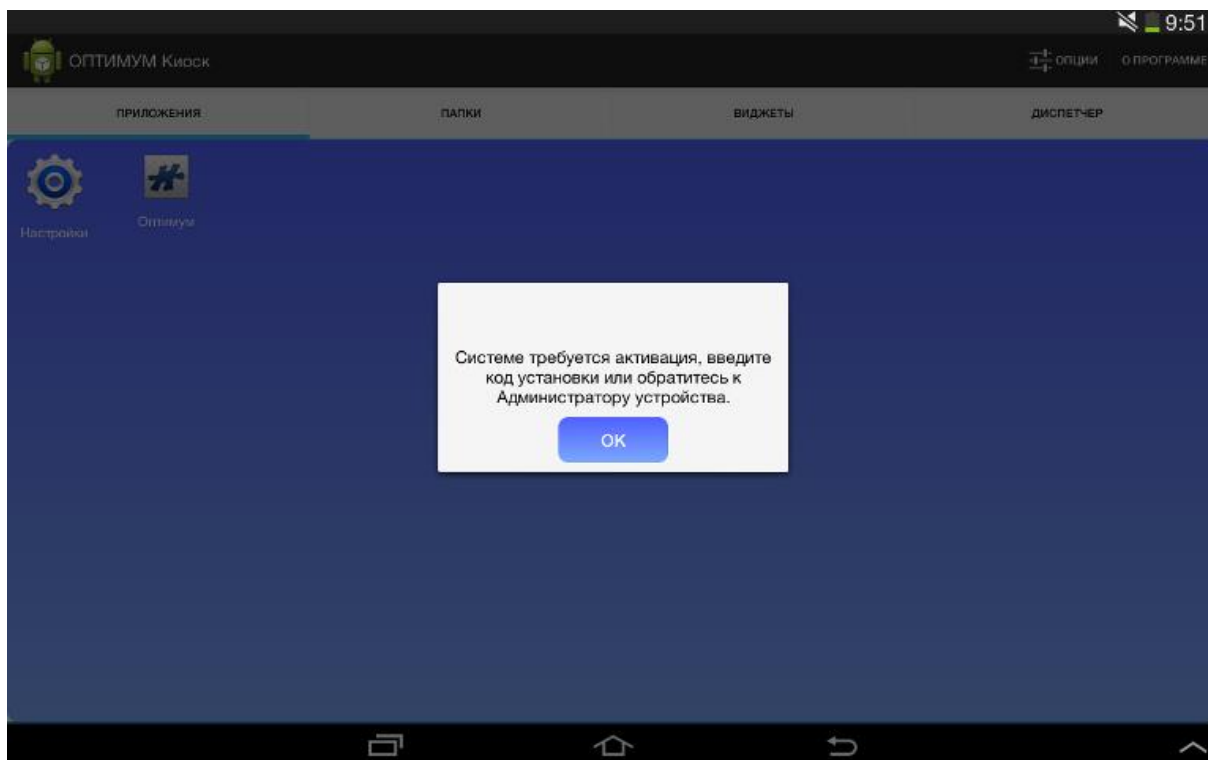 9:51
ОПТИМУМ Киоск
ОПЦИИ
О ПРОГРАММЕ
ПРИЛОЖЕНИЯ
ПАПКИ
ВИДЖЕТЫ
ДИСПЕТЧЕР
Настройки
Оптимум
Системе требуется активация, введите
код установки или обратитесь к
Администратору устройства.
ОК